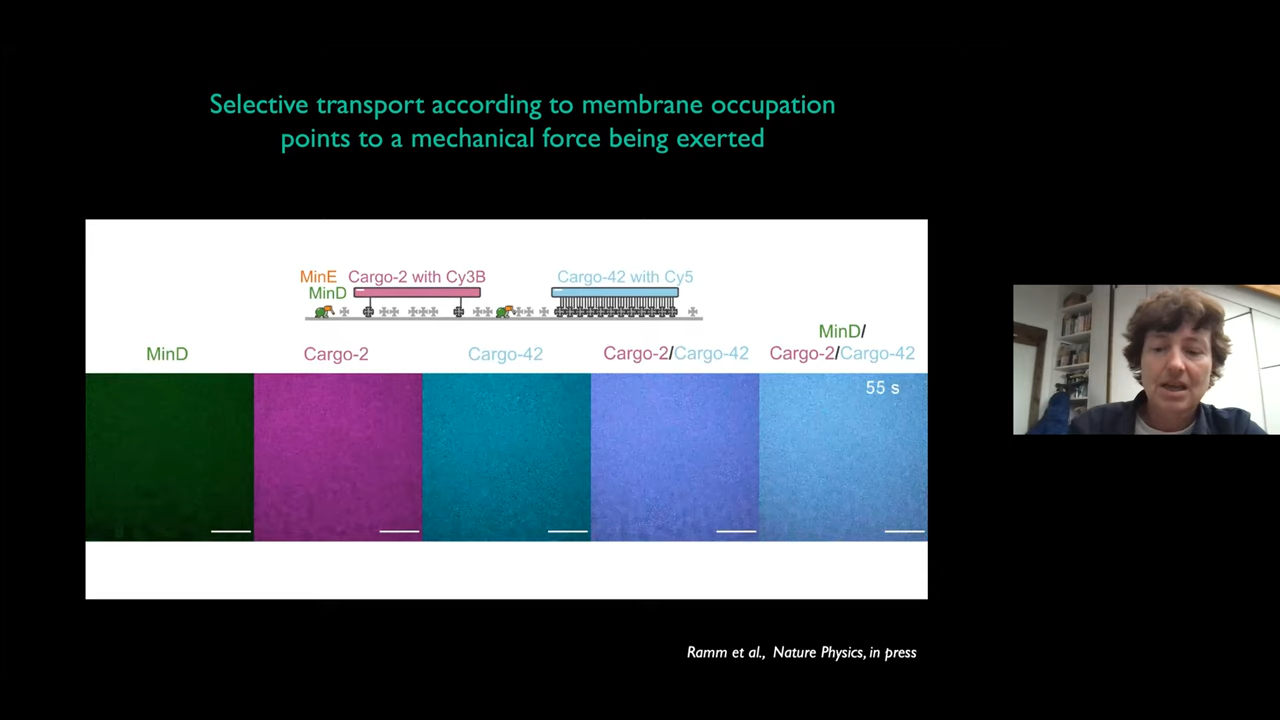 Selective transport according to membrane occupation
points to a mechanical force being exerted
MinE Cargo-2 with Cy3B Cargo-42 with Cy5
MinD
MinD Cargo-2 Cargo-42 Cargo-2/Cargo-42 MinD/
Cargo-2/Cargo-42
55 s
Ramm et al., Nature Physics, in press